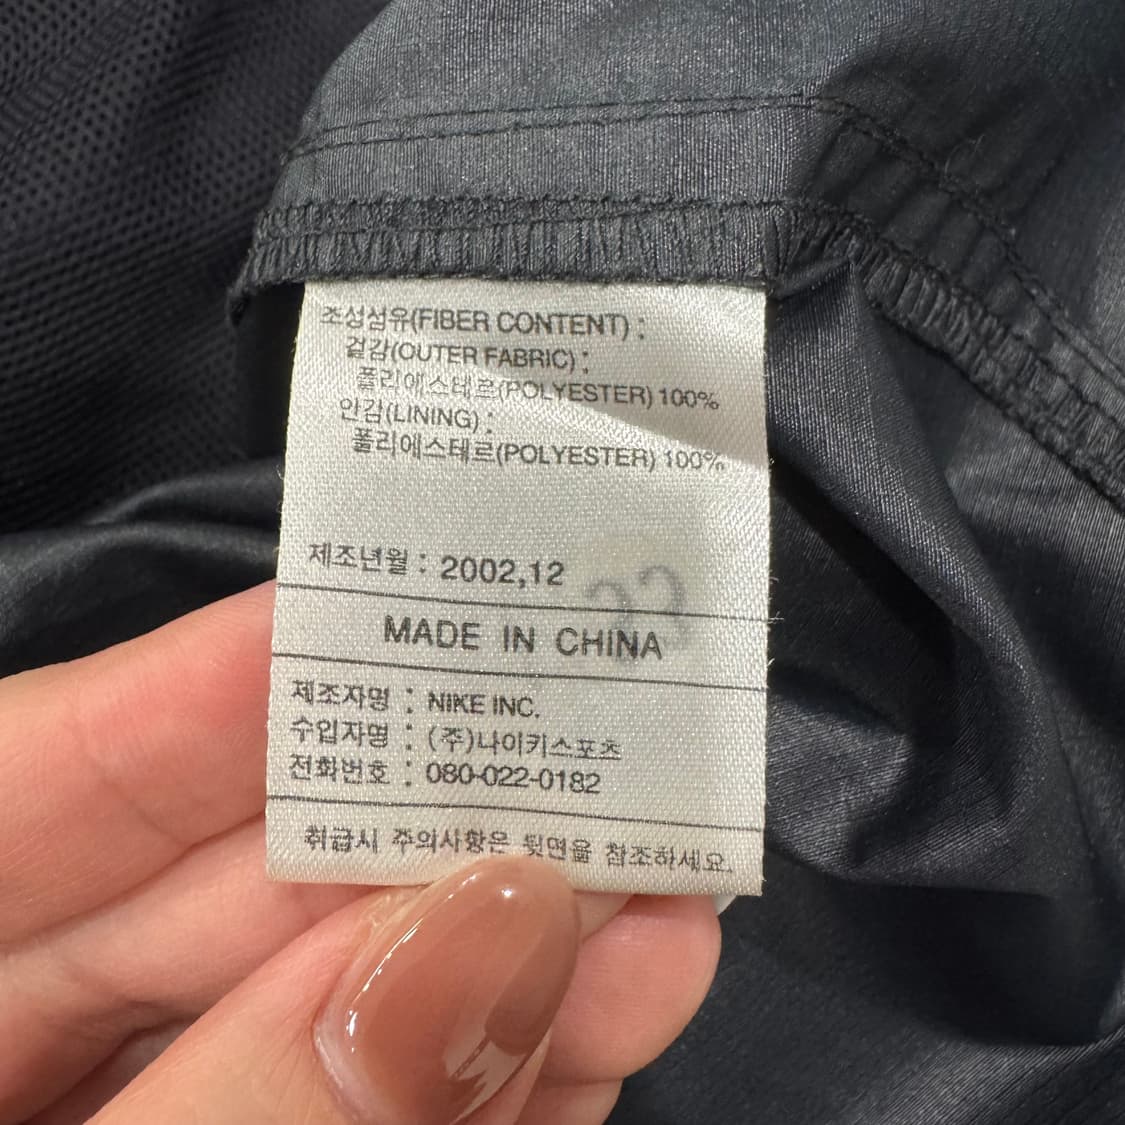 조성섬유(FIBER CONTENT) :
겉감(OUTER FABRIC) :
폴리에스테르(POLYESTER) 100%
안감(LINING) :
폴리에스테르(POLYESTER) 100%
제조년월 : 2002,12
MADE IN CHINA
제조자명 : NIKE INC.
수입자명 : (주)나이키스포츠
전화번호 : 080-022-0182
취급시 주의사항은 뒷면을 참조하세요.